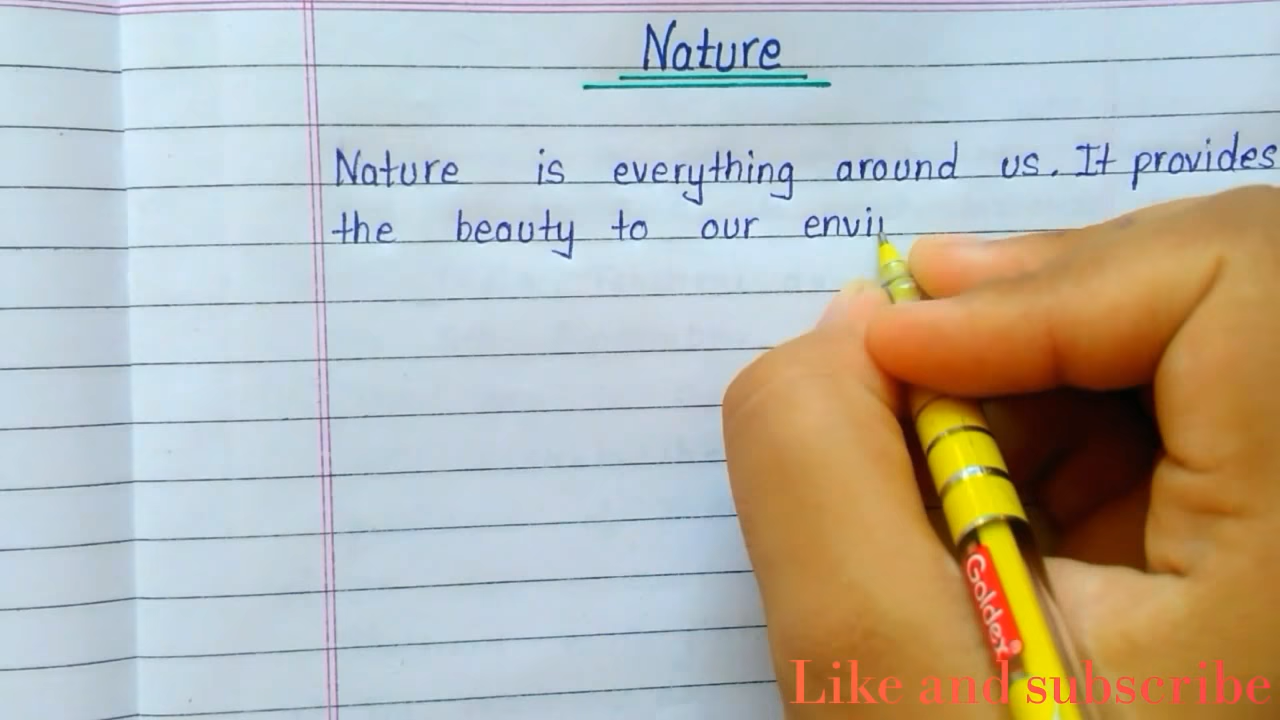 Nature
Nature is everything around us. It provides
the beauty to our envi
Goldex
Like and subscribe